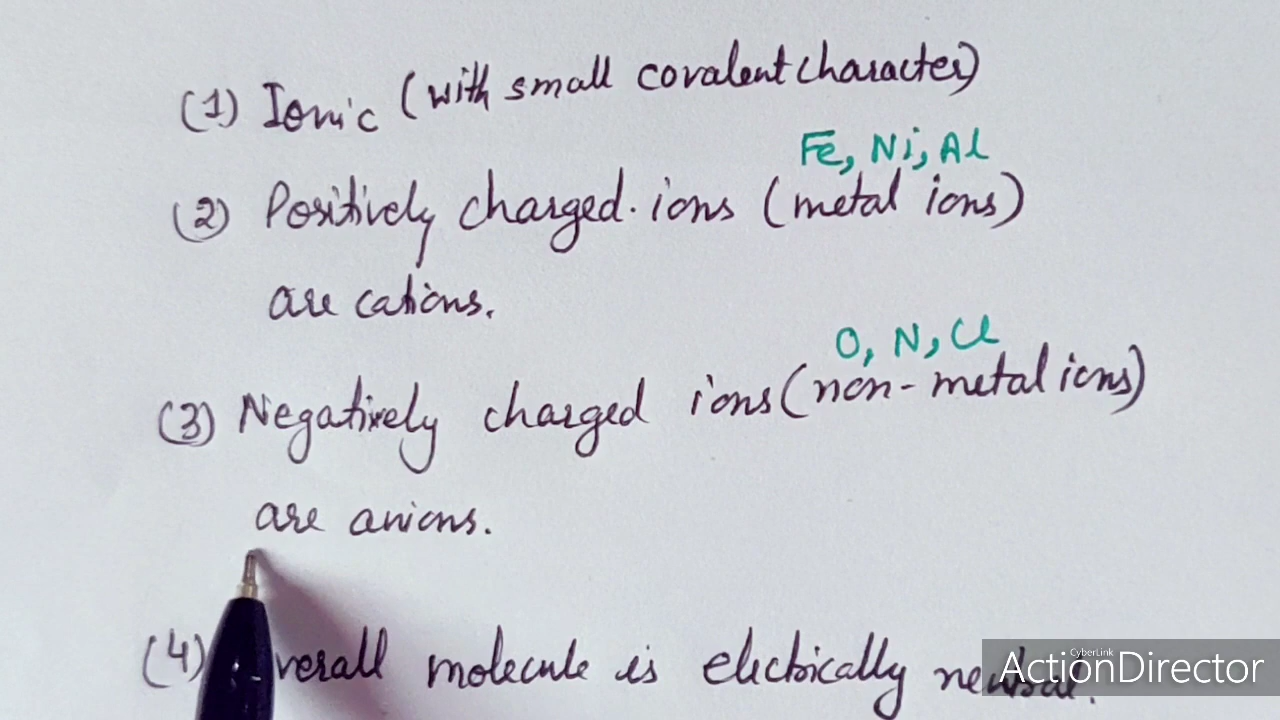 (1) Ionic (with small covalent character)
Fe, Ni, Al
(2) Positively charged ions (metal ions)
are cations.
O, N, Cl
(3) Negatively charged ions (non-metal ions)
are anions.
(4) verall molecule is electrically
CyberLink
ActionDirector